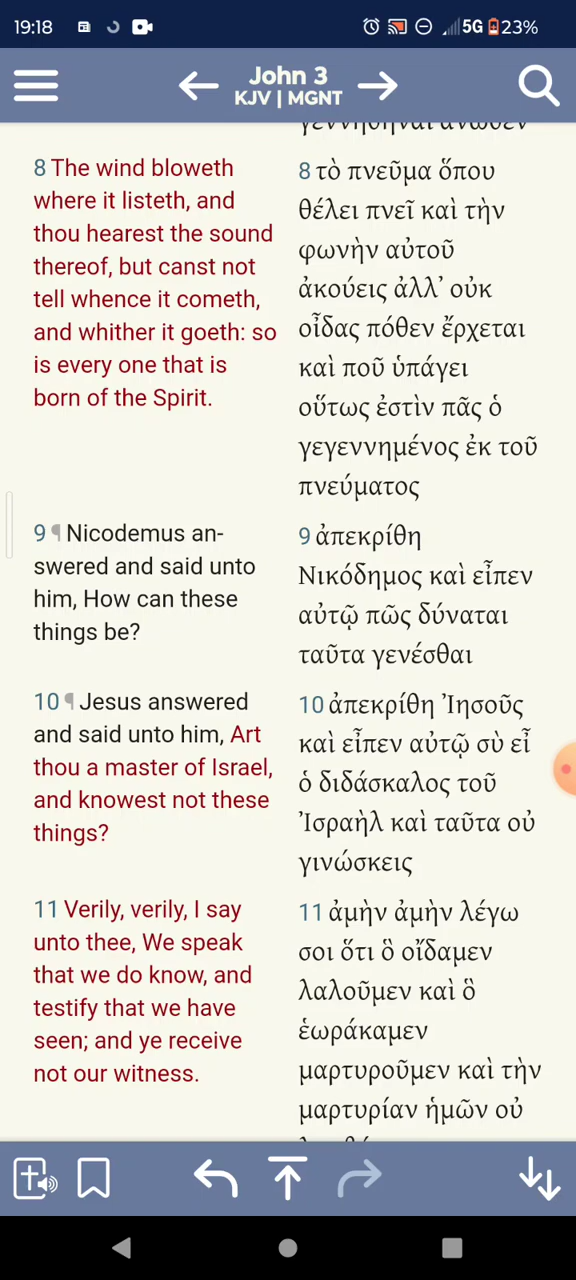 19:18
5G 23%
John 3
KJV | MGNT
8 The wind bloweth
where it listeth, and
thou hearest the sound
thereof, but canst not
tell whence it cometh,
and whither it goeth: so
is every one that is
born of the Spirit.
9 ¶ Nicodemus an-
swered and said unto
him, How can these
things be?
10 ¶ Jesus answered
and said unto him, Art
thou a master of Israel,
and knowest not these
things?
11 Verily, verily, I say
unto thee, We speak
that we do know, and
testify that we have
seen; and ye receive
not our witness.
γεννηθῆναι ἄνωθεν
8 τὸ πνεῦμα ὅπου
θέλει πνεῖ καὶ τὴν
φωνὴν αὐτοῦ
ἀκούεις ἀλλ’ οὐκ
οἶδας πόθεν ἔρχεται
καὶ ποῦ ὑπάγει
οὕτως ἐστὶν πᾶς ὁ
γεγεννημένος ἐκ τοῦ
πνεύματος
9 ἀπεκρίθη
Νικόδημος καὶ εἶπεν
αὐτῷ πῶς δύναται
ταῦτα γενέσθαι
10 ἀπεκρίθη Ἰησοῦς
καὶ εἶπεν αὐτῷ σὺ εἶ
ὁ διδάσκαλος τοῦ
Ἰσραὴλ καὶ ταῦτα οὐ
γινώσκεις
11 ἀμὴν ἀμὴν λέγω
σοι ὅτι ὃ οἴδαμεν
λαλοῦμεν καὶ ὃ
ἑωράκαμεν
μαρτυροῦμεν καὶ τὴν
μαρτυρίαν ἡμῶν οὐ